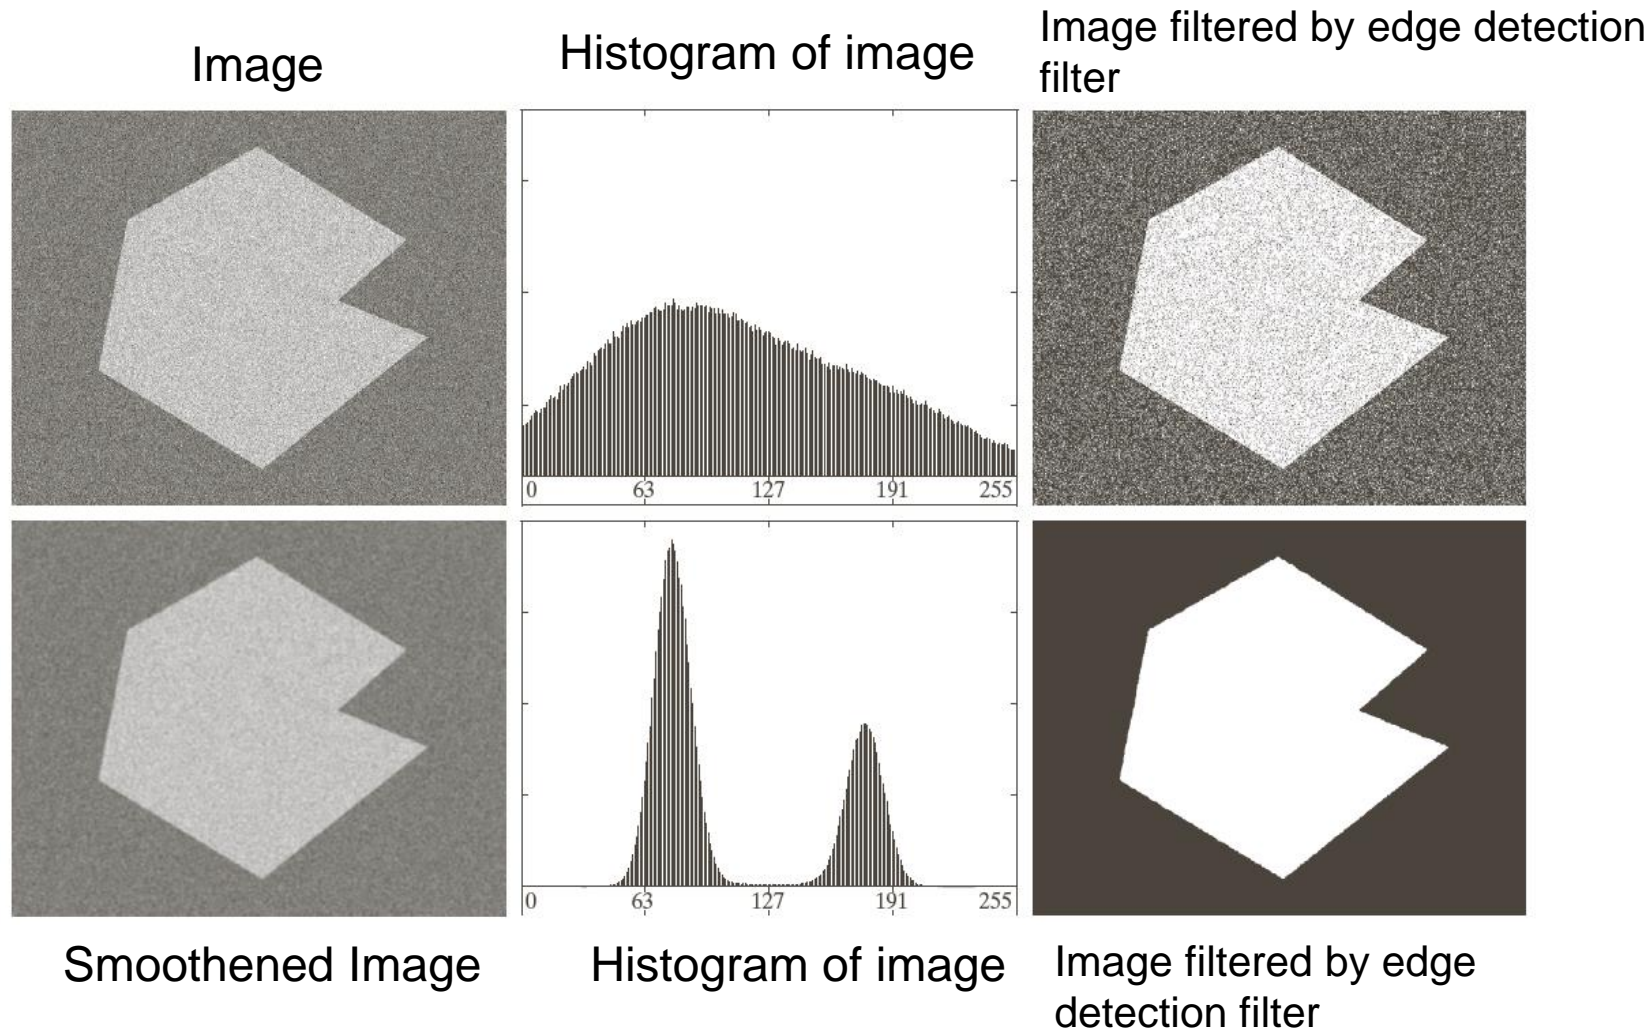 Image
Histogram of image
Image filtered by edge detection
filter
0 63 127 191 255
0 63 127 191 255
Smoothened Image
Histogram of image
Image filtered by edge
detection filter